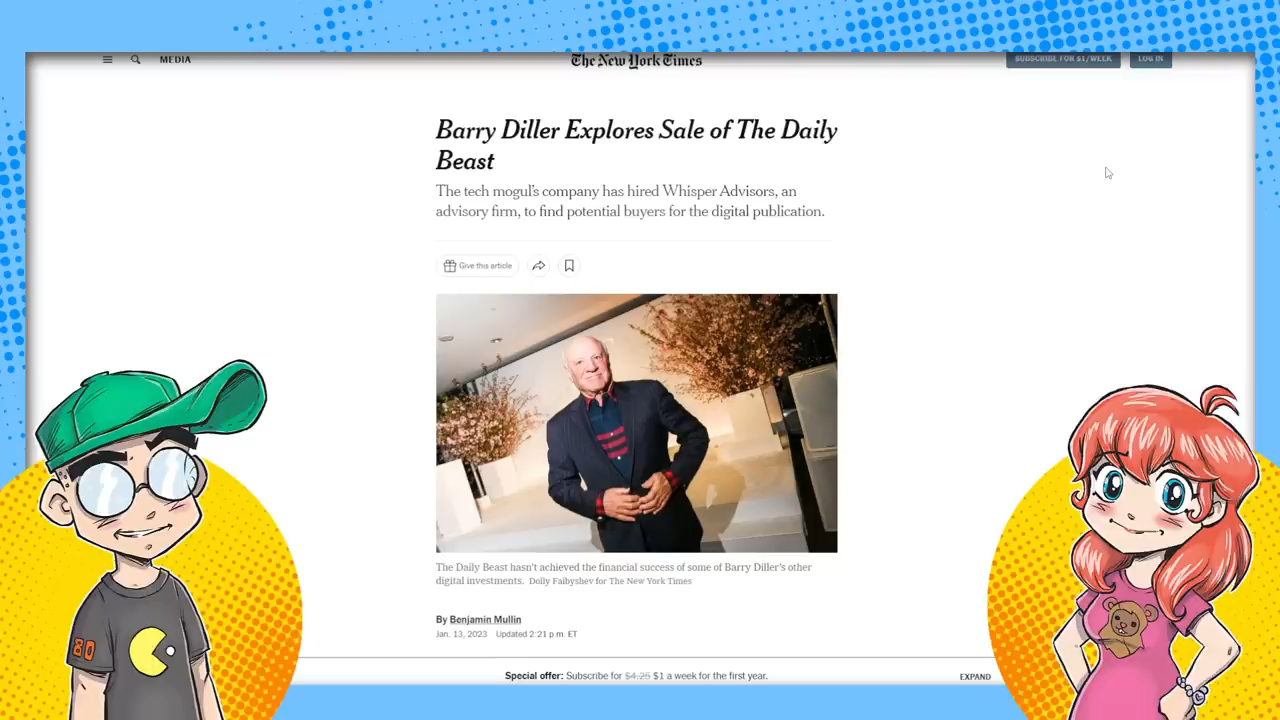 MEDIA
The New York Times
SUBSCRIBE FOR $1/WEEK
LOG IN
Barry Diller Explores Sale of The Daily
Beast
The tech mogul's company has hired Whisper Advisors, an
advisory firm, to find potential buyers for the digital publication.
Give this article
The Daily Beast hasn't achieved the financial success of some of Barry Diller's other
digital investments. Dolly Faibyshev for The New York Times
By Benjamin Mullin
Jan. 13, 2023 Updated 2:21 p.m. ET
80
Special offer: Subscribe for $4.25 $1 a week for the first year.
EXPAND